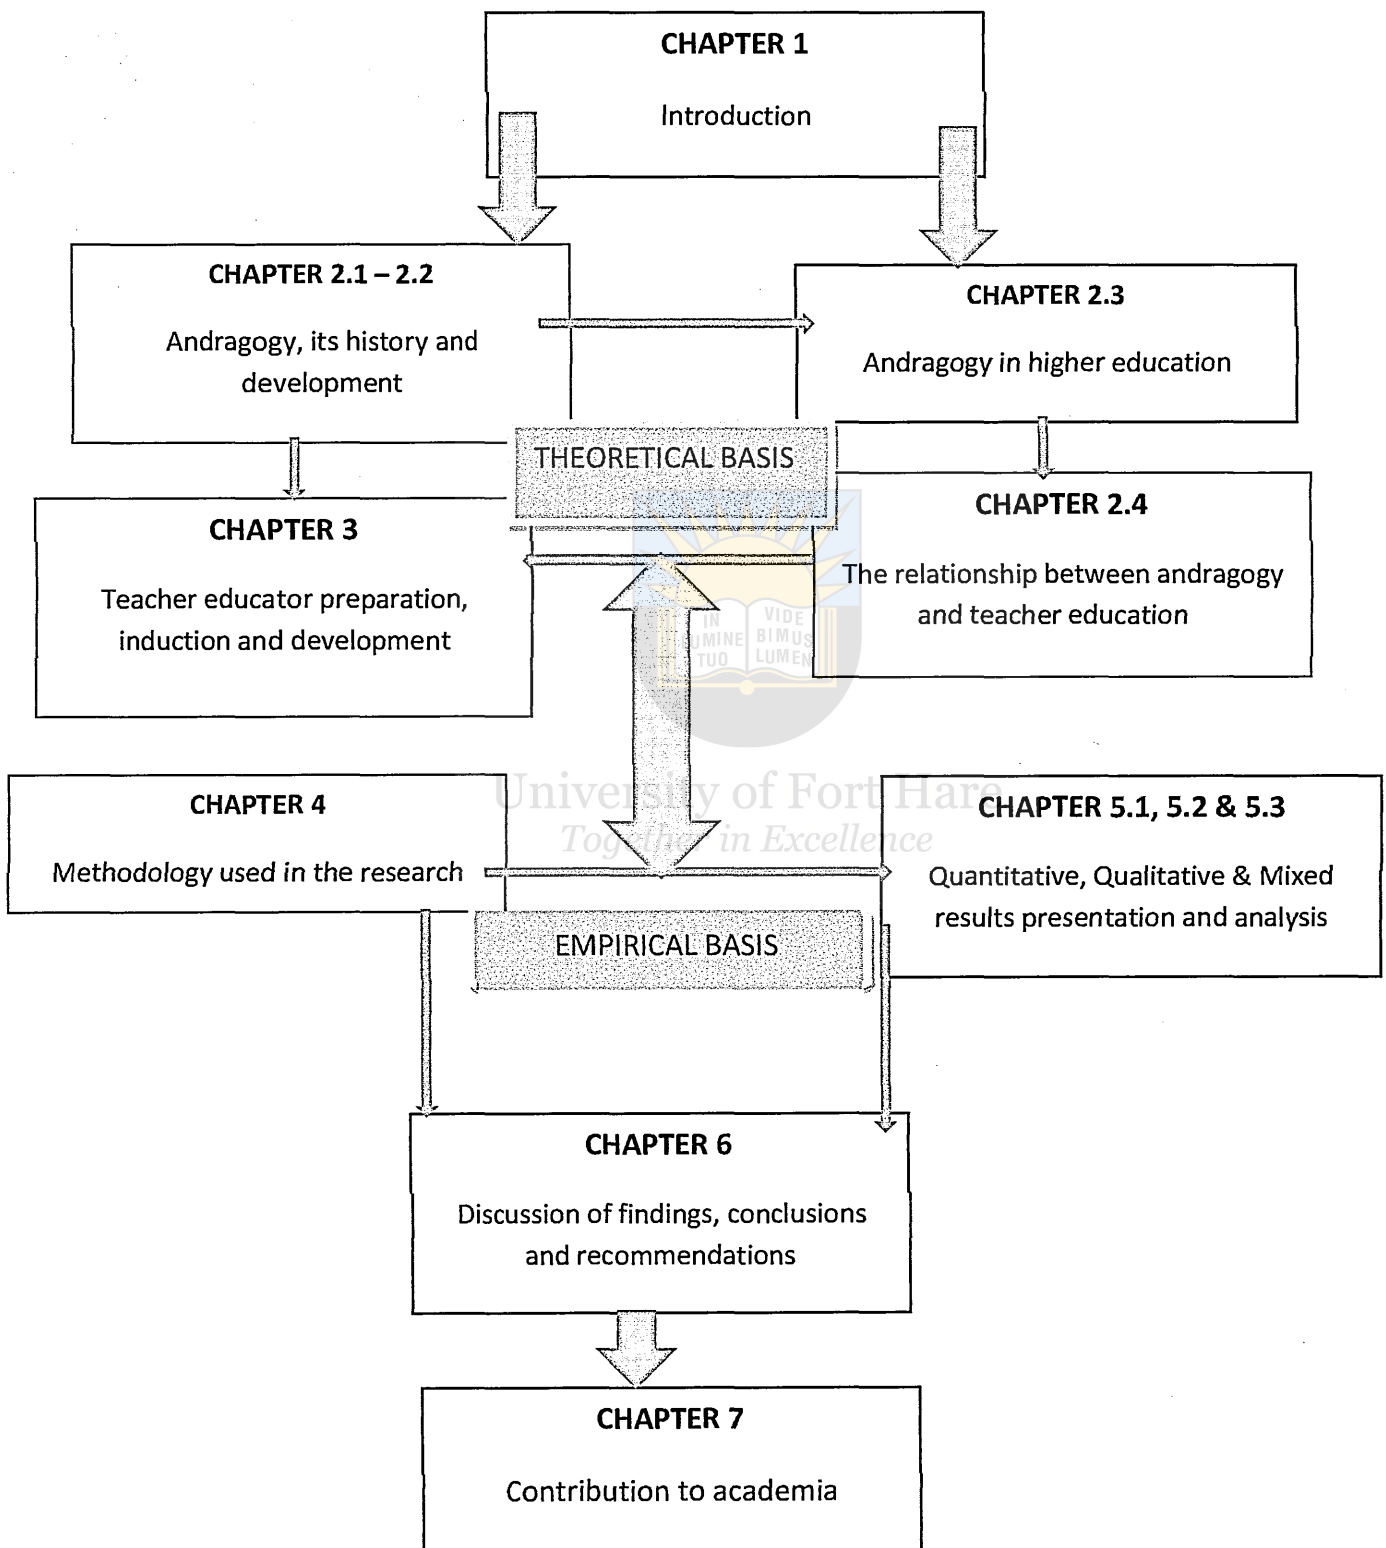 CHAPTER 1
Introduction
CHAPTER 2.1 – 2.2
Andragogy, its history and
development
CHAPTER 2.3
Andragogy in higher education
THEORETICAL BASIS
CHAPTER 3
Teacher educator preparation,
induction and development
CHAPTER 2.4
The relationship between andragogy
and teacher education
IN
LUMINE
TUO
VIDE
BIMUS
LUMEN
University of Fort Hare
Together in Excellence
CHAPTER 4
Methodology used in the research
CHAPTER 5.1, 5.2 & 5.3
Quantitative, Qualitative & Mixed
results presentation and analysis
EMPIRICAL BASIS
CHAPTER 6
Discussion of findings, conclusions
and recommendations
CHAPTER 7
Contribution to academia